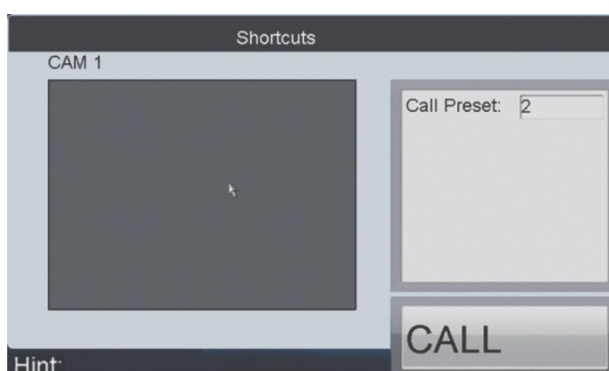 Shortcuts
CAM 1
Call Preset: 2
CALL
Hint: